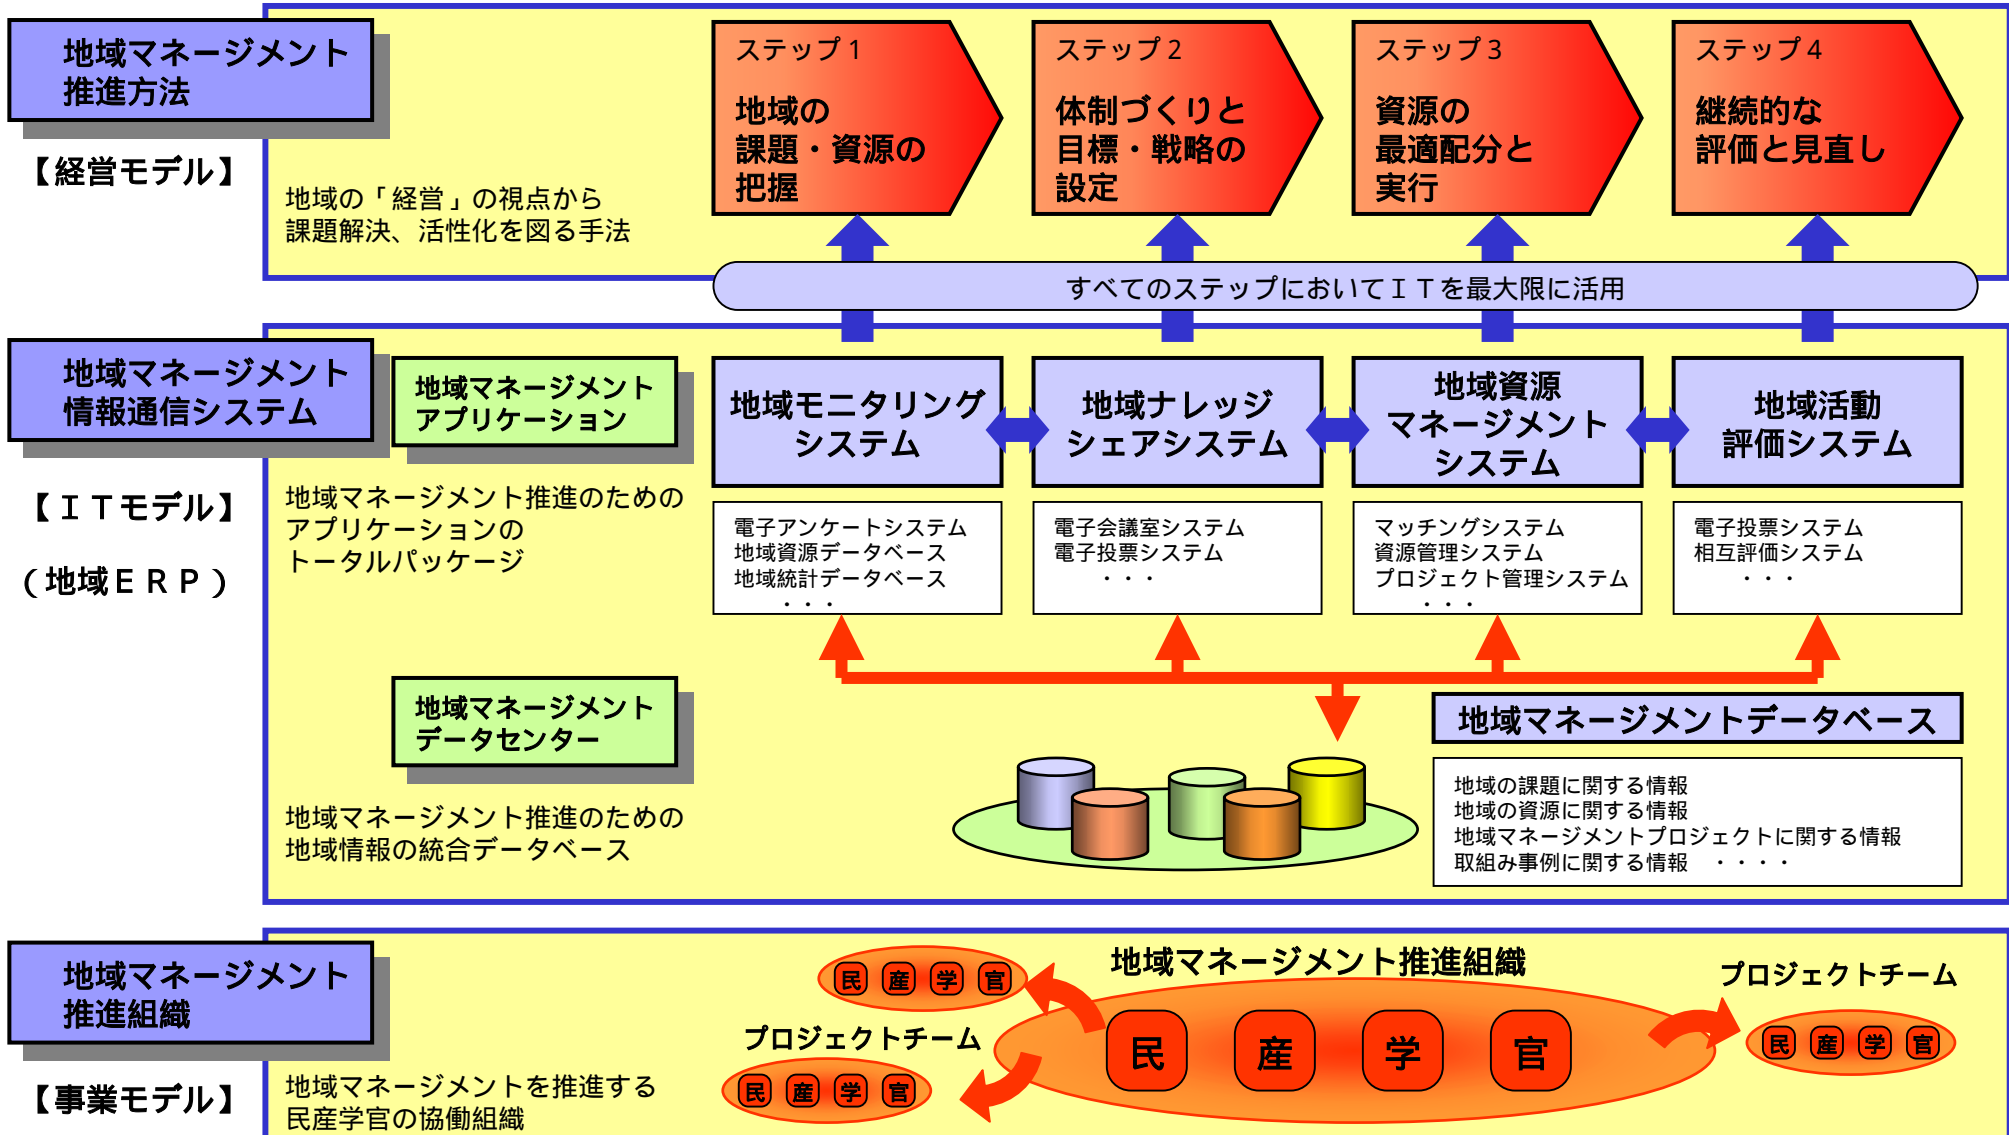 地域マネージメント
推進方法
【経営モデル】
地域の「経営」の視点から
課題解決、活性化を図る手法
ステップ１
地域の
課題・資源の
把握
ステップ２
体制づくりと
目標・戦略の
設定
ステップ３
資源の
最適配分と
実行
ステップ４
継続的な
評価と見直し
すべてのステップにおいてＩＴを最大限に活用
地域マネージメント
情報通信システム
【ＩＴモデル】
（地域ＥＲＰ）
地域マネージメント
アプリケーション
地域マネージメント推進のための
アプリケーションの
トータルパッケージ
地域モニタリング
システム
地域ナレッジ
シェアシステム
地域資源
マネージメント
システム
地域活動
評価システム
電子アンケートシステム
地域資源データベース
地域統計データベース
・・・
電子会議室システム
電子投票システム
・・・
マッチングシステム
資源管理システム
プロジェクト管理システム
・・・
電子投票システム
相互評価システム
・・・
地域マネージメント
データセンター
地域マネージメント推進のための
地域情報の統合データベース
地域マネージメントデータベース
地域の課題に関する情報
地域の資源に関する情報
地域マネージメントプロジェクトに関する情報
取組み事例に関する情報　・・・・
地域マネージメント
推進組織
【事業モデル】
地域マネージメントを推進する
民産学官の協働組織
民 産 学 官
プロジェクトチーム
民 産 学 官
地域マネージメント推進組織
民 産 学 官
プロジェクトチーム
民 産 学 官